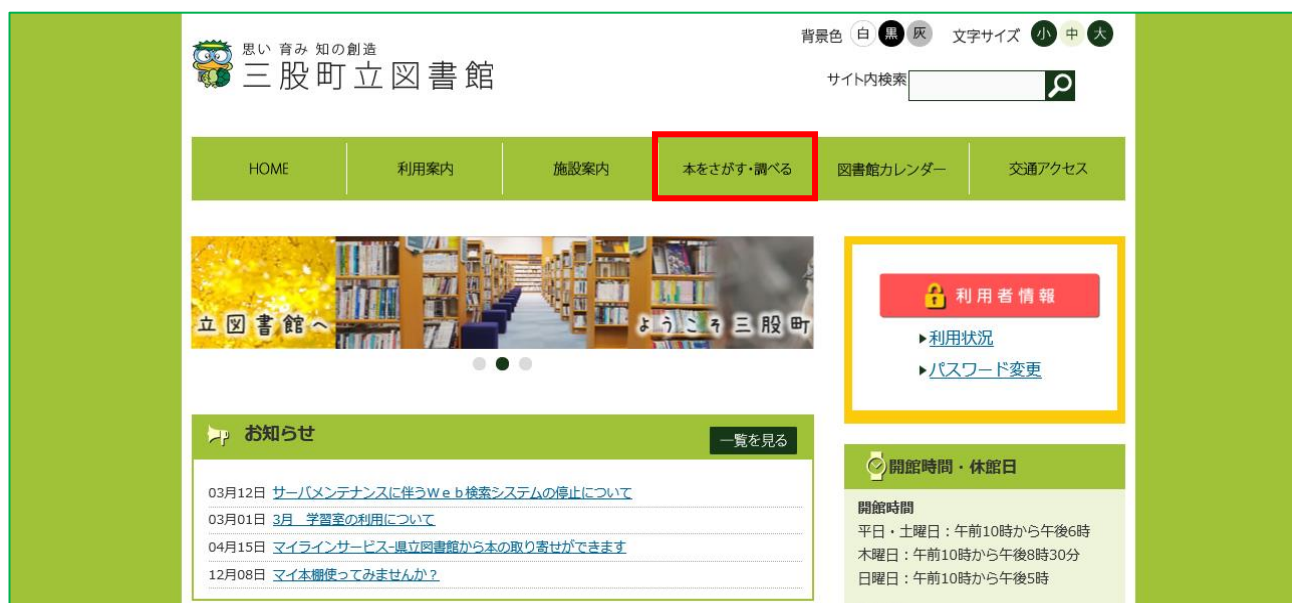 背景色 白 黒 灰 文字サイズ 小 中 大
思い 育み 知の創造
三股町立図書館
サイト内検索
HOME 利用案内 施設案内 本をさがす・調べる 図書館カレンダー 交通アクセス
立図書館へ ようこそ三股町
利用者情報
利用状況
パスワード変更
お知らせ 一覧を見る
03月12日 サーバメンテナンスに伴うWeb検索システムの停止について
03月01日 3月 学習室の利用について
04月15日 マイラインサービス-県立図書館から本の取り寄せができます
12月08日 マイ本棚使ってみませんか？
開館時間・休館日
開館時間
平日・土曜日：午前10時から午後6時
木曜日：午前10時から午後8時30分
日曜日：午前10時から午後5時